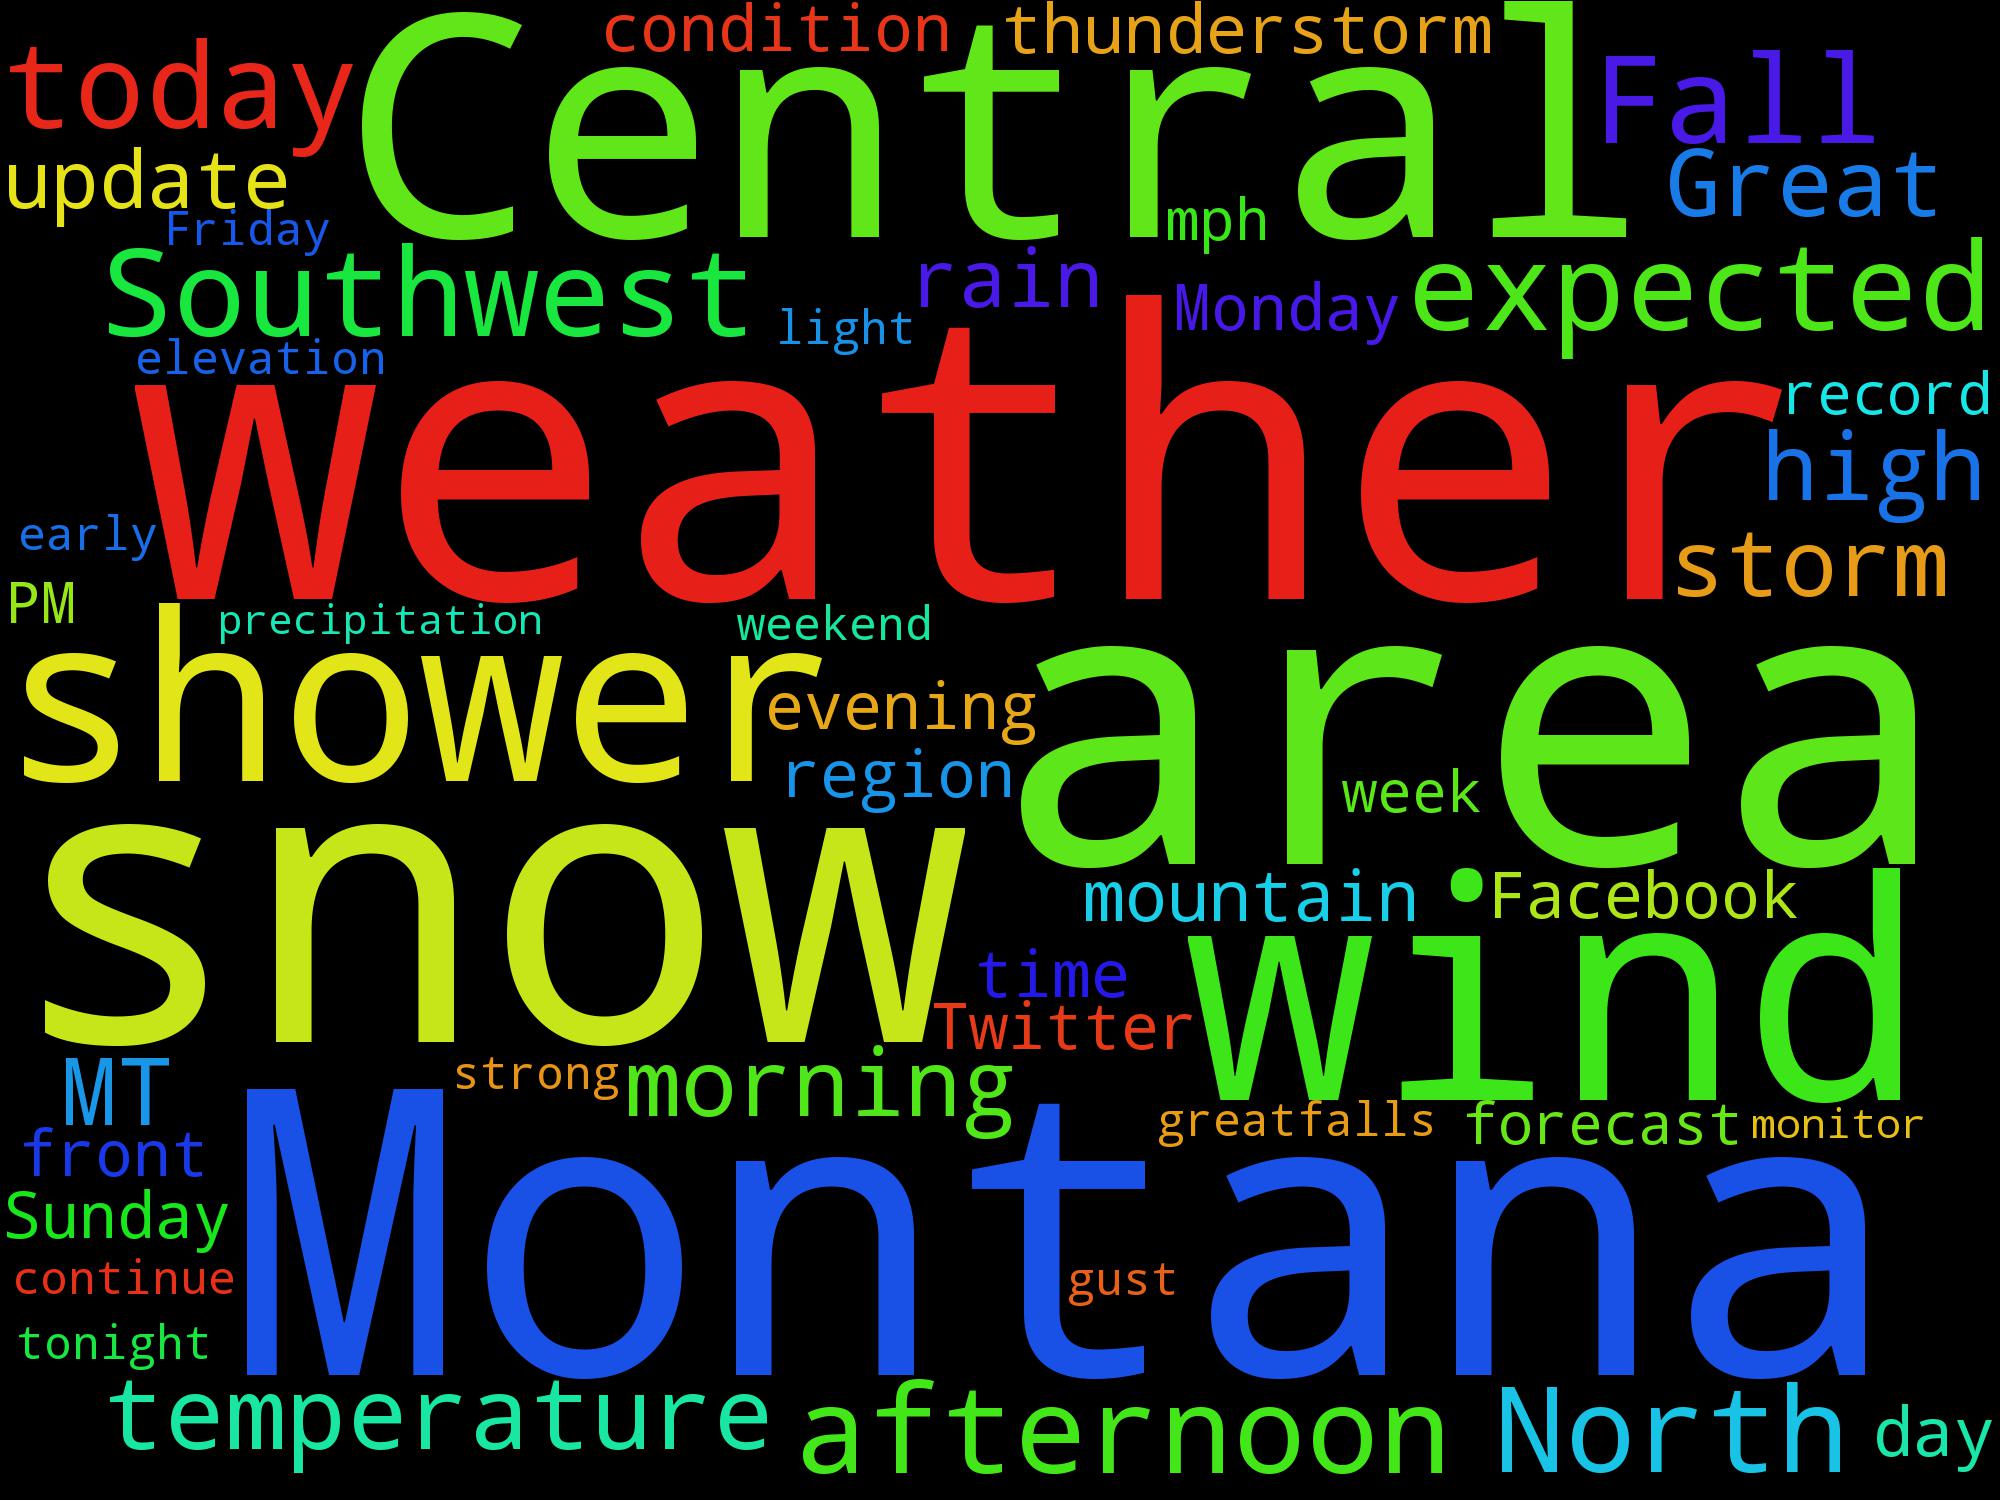 condition thunderstorm
today Central Fall
update Great
Friday mph
Southwest rain expected
light Monday
elevation
weather record
high
early storm
PM
precipitation weekend
shower area
evening
region week
snow
mountain Facebook
time wind
Twitter
MT strong morning
greatfalls forecast monitor
front
Sunday Montana
continue gust
tonight
temperature afternoon North day